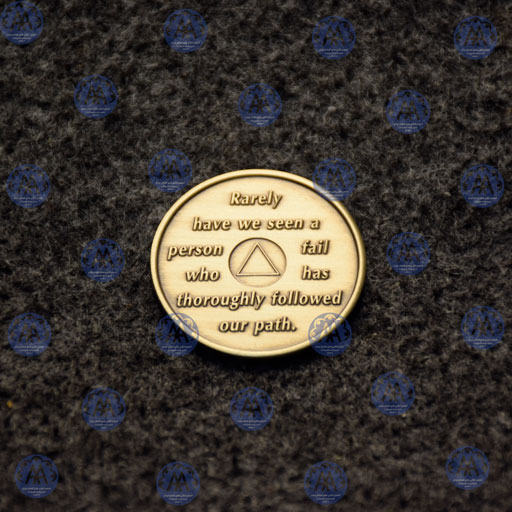 Rarely
have we seen a
person fail
who has
thoroughly followed
our path.